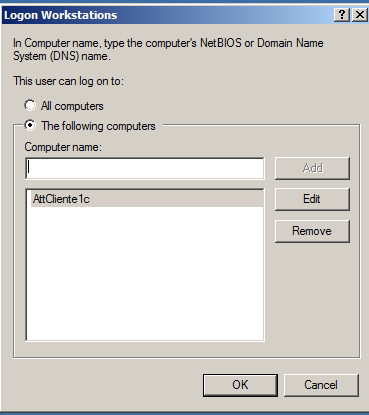 Logon Workstations
In Computer name, type the computer's NetBIOS or Domain Name
System (DNS) name.
This user can log on to:
All computers
The following computers
Computer name:
Add
AttCliente1c
Edit
Remove
OK
Cancel